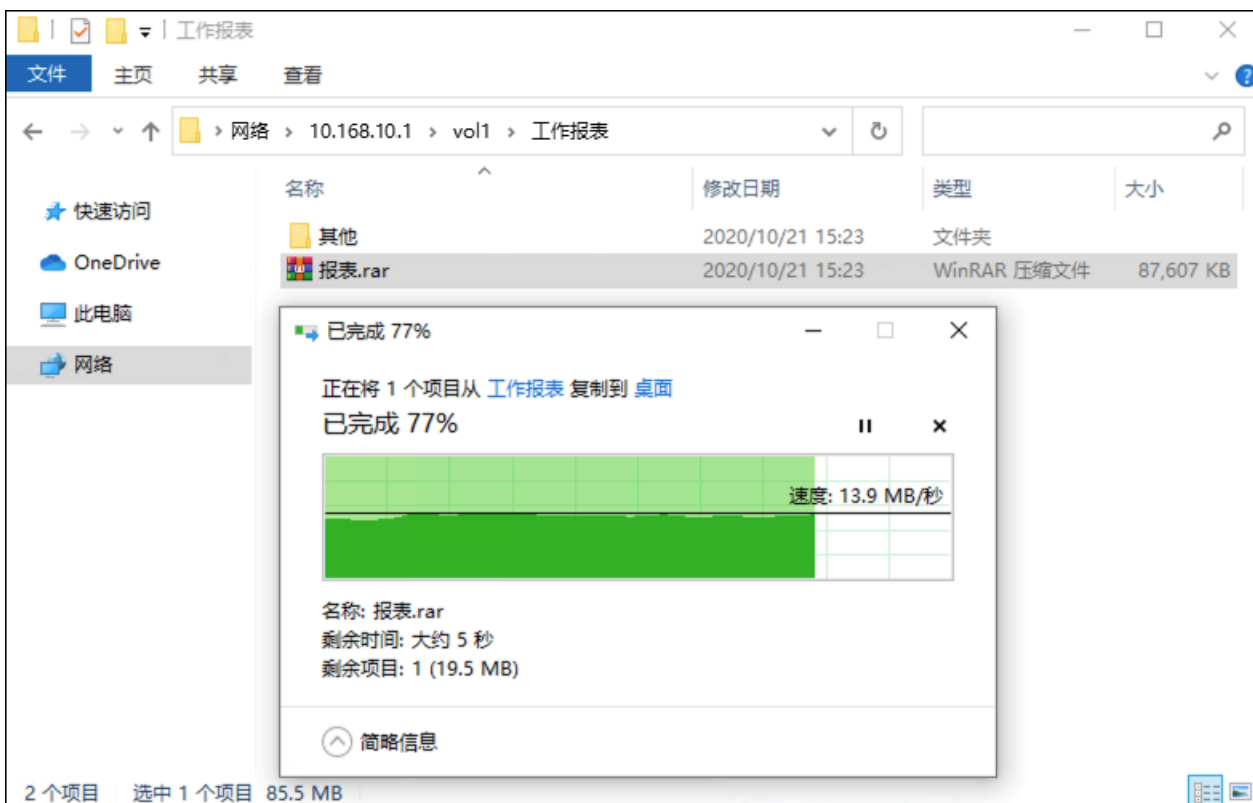 工作报表
文件 主页 共享 查看
网络 › 10.168.10.1 › vol1 › 工作报表
名称 修改日期 类型 大小
快速访问
OneDrive
此电脑
网络
其他 2020/10/21 15:23 文件夹
报表.rar 2020/10/21 15:23 WinRAR 压缩文件 87,607 KB
已完成 77%
正在将 1 个项目从 工作报表 复制到 桌面
已完成 77%
速度: 13.9 MB/秒
名称: 报表.rar
剩余时间: 大约 5 秒
剩余项目: 1 (19.5 MB)
简略信息
2 个项目 选中 1 个项目 85.5 MB